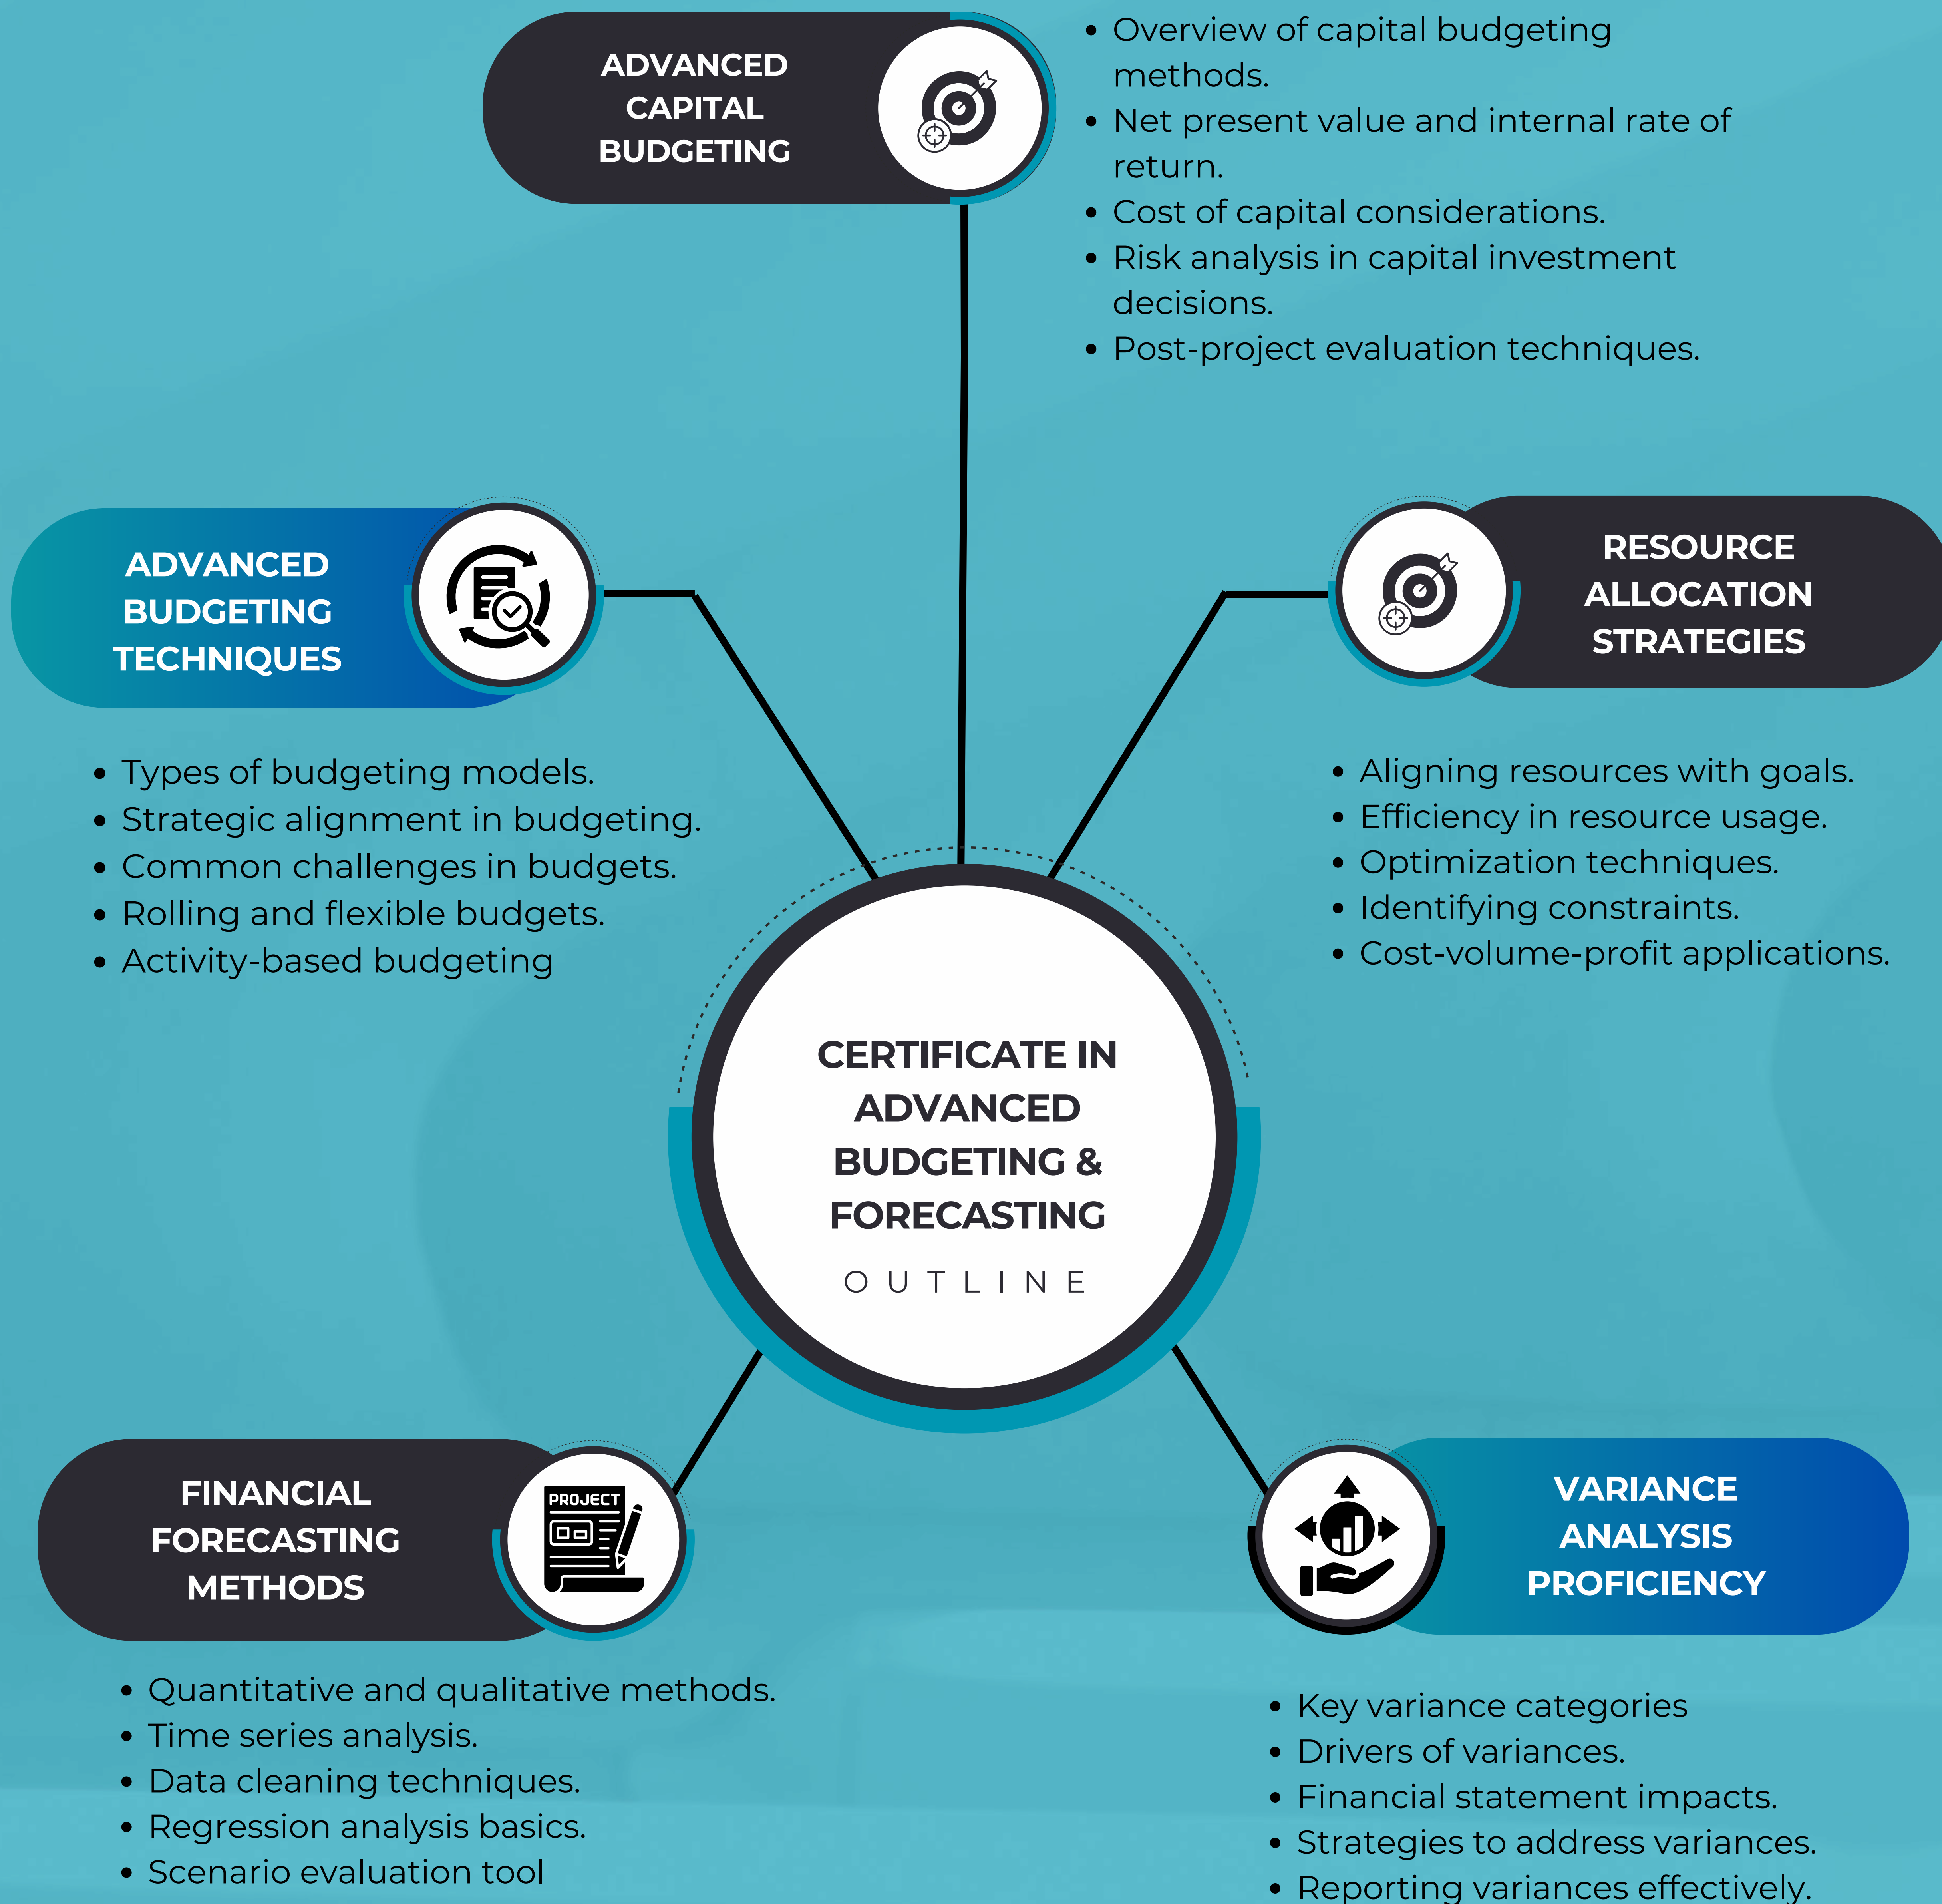 ADVANCED
CAPITAL
BUDGETING
• Overview of capital budgeting
methods.
• Net present value and internal rate of
return.
• Cost of capital considerations.
• Risk analysis in capital investment
decisions.
• Post-project evaluation techniques.
ADVANCED
BUDGETING
TECHNIQUES
• Types of budgeting models.
• Strategic alignment in budgeting.
• Common challenges in budgets.
• Rolling and flexible budgets.
• Activity-based budgeting
RESOURCE
ALLOCATION
STRATEGIES
• Aligning resources with goals.
• Efficiency in resource usage.
• Optimization techniques.
• Identifying constraints.
• Cost-volume-profit applications.
CERTIFICATE IN
ADVANCED
BUDGETING &
FORECASTING
OUTLINE
FINANCIAL
FORECASTING
METHODS
PROJECT
• Quantitative and qualitative methods.
• Time series analysis.
• Data cleaning techniques.
• Regression analysis basics.
• Scenario evaluation tool
VARIANCE
ANALYSIS
PROFICIENCY
• Key variance categories
• Drivers of variances.
• Financial statement impacts.
• Strategies to address variances.
• Reporting variances effectively.